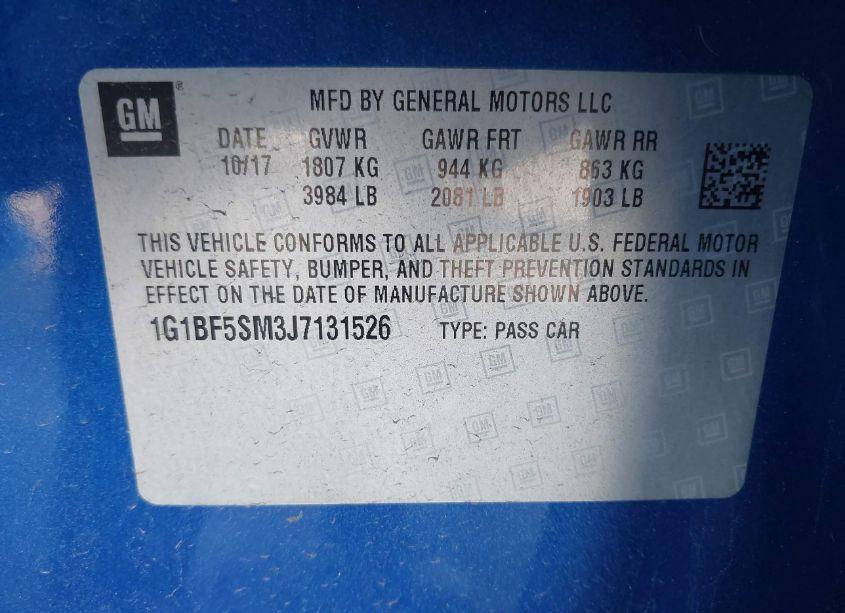 GM®
MFD BY GENERAL MOTORS LLC
DATE GVWR GAWR FRT GAWR RR
10/17 1807 KG 944 KG 863 KG
3984 LB 2081 LB 1903 LB
THIS VEHICLE CONFORMS TO ALL APPLICABLE U.S. FEDERAL MOTOR
VEHICLE SAFETY, BUMPER, AND THEFT PREVENTION STANDARDS IN
EFFECT ON THE DATE OF MANUFACTURE SHOWN ABOVE.
1G1BF5SM3J7131526 TYPE: PASS CAR